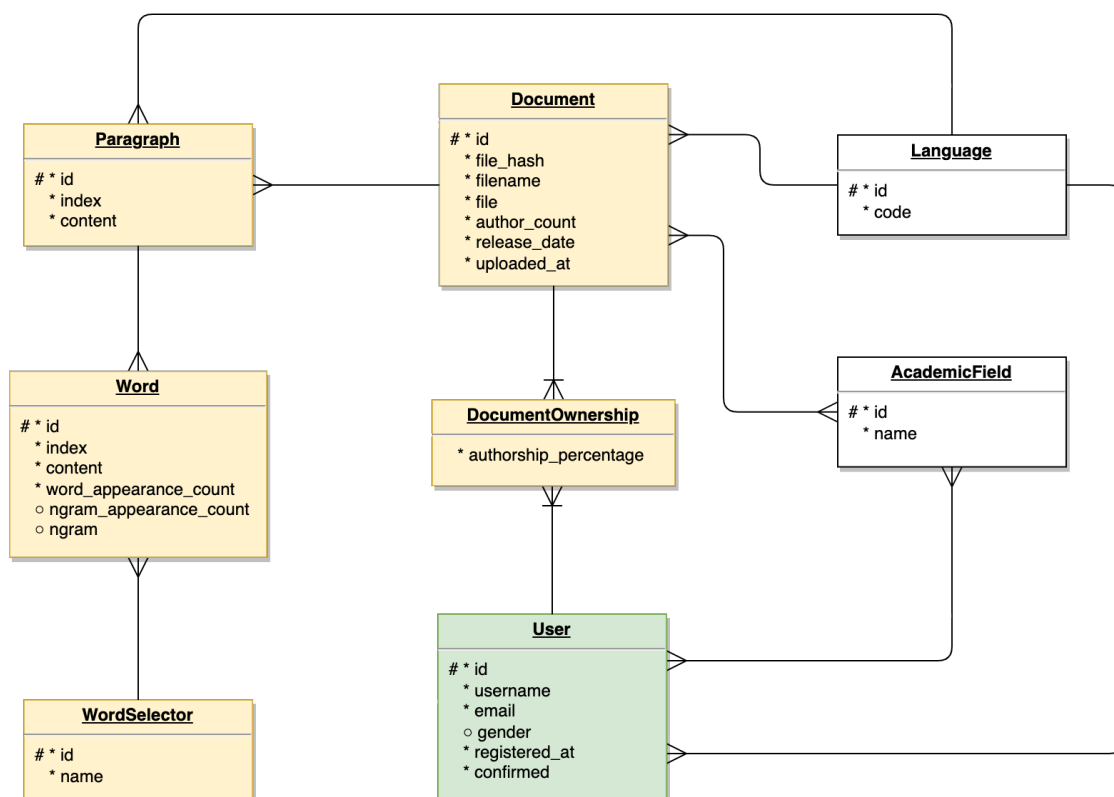 Document
# * id
* file_hash
* filename
* file
* author_count
* release_date
* uploaded_at
Paragraph
# * id
* index
* content
Language
# * id
* code
Word
# * id
* index
* content
* word_appearance_count
○ ngram_appearance_count
○ ngram
DocumentOwnership
* authorship_percentage
AcademicField
# * id
* name
User
# * id
* username
* email
○ gender
* registered_at
* confirmed
WordSelector
# * id
* name